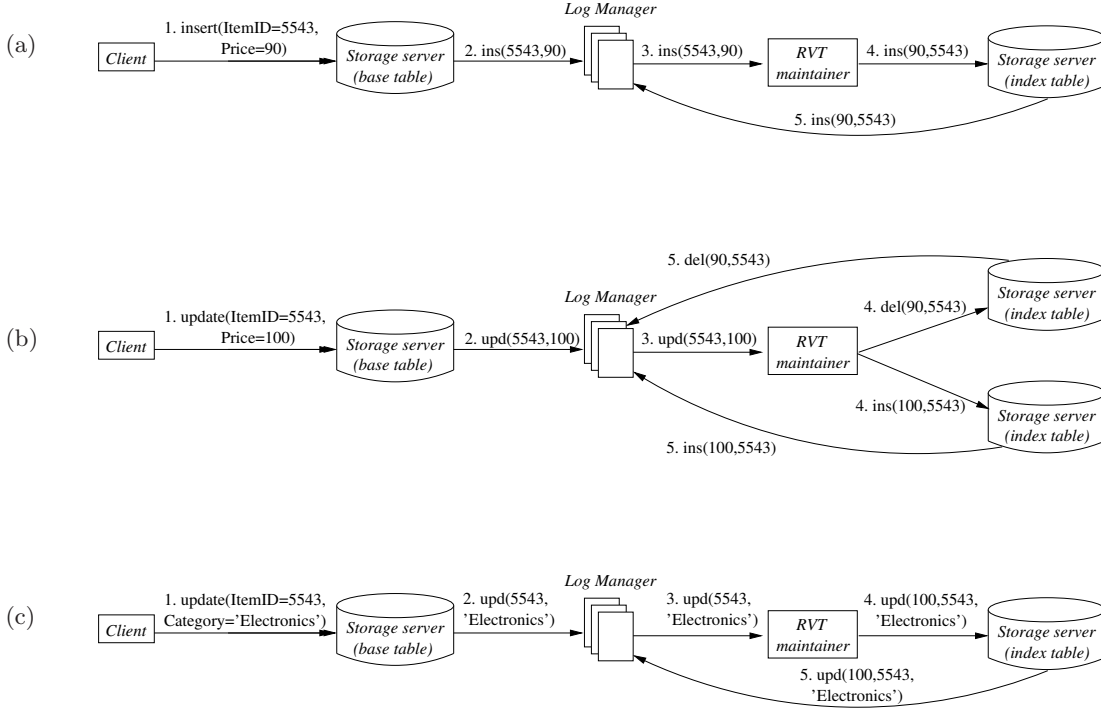 (a)
Client
1. insert(ItemID=5543,
Price=90)
Storage server
(base table)
2. ins(5543,90)
Log Manager
3. ins(5543,90)
RVT
maintainer
4. ins(90,5543)
Storage server
(index table)
5. ins(90,5543)
(b)
Client
1. update(ItemID=5543,
Price=100)
Storage server
(base table)
2. upd(5543,100)
Log Manager
3. upd(5543,100)
RVT
maintainer
4. del(90,5543)
Storage server
(index table)
5. del(90,5543)
4. ins(100,5543)
Storage server
(index table)
5. ins(100,5543)
(c)
Client
1. update(ItemID=5543,
Category='Electronics')
Storage server
(base table)
2. upd(5543,
'Electronics')
Log Manager
3. upd(5543,
'Electronics')
RVT
maintainer
4. upd(100,5543,
'Electronics')
Storage server
(index table)
5. upd(100,5543,
'Electronics')